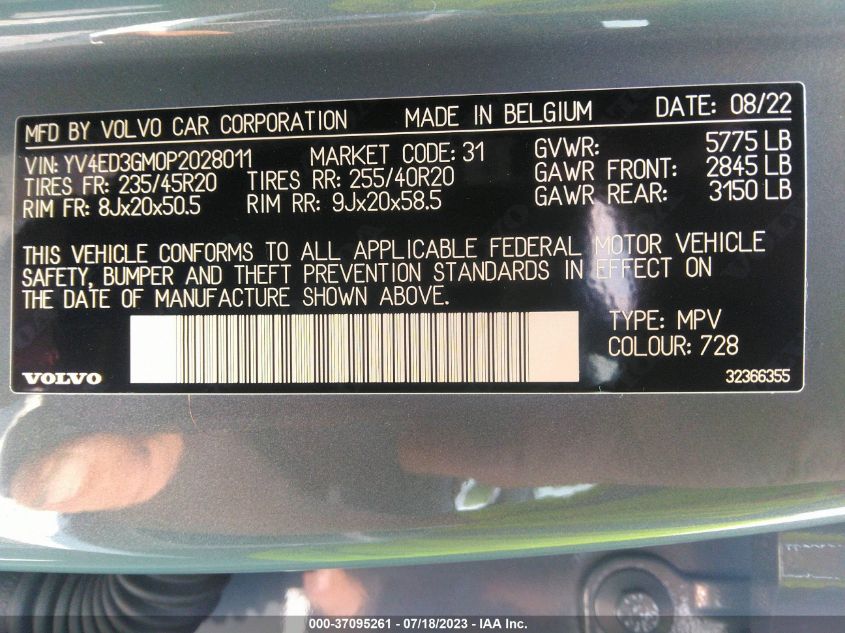 MFD BY VOLVO CAR CORPORATION MADE IN BELGIUM DATE: 08/22
VIN: YV4ED3GM0P2028011 MARKET CODE: 31 GVWR: 5775 LB
TIRES FR: 235/45R20 TIRES RR: 255/40R20 GAWR FRONT: 2845 LB
RIM FR: 8Jx20x50.5 RIM RR: 9Jx20x58.5 GAWR REAR: 3150 LB
THIS VEHICLE CONFORMS TO ALL APPLICABLE FEDERAL MOTOR VEHICLE
SAFETY, BUMPER AND THEFT PREVENTION STANDARDS IN EFFECT ON
THE DATE OF MANUFACTURE SHOWN ABOVE.
TYPE: MPV
COLOUR: 728
VOLVO 32366355
000-37095261 - 07/18/2023 - IAA Inc.